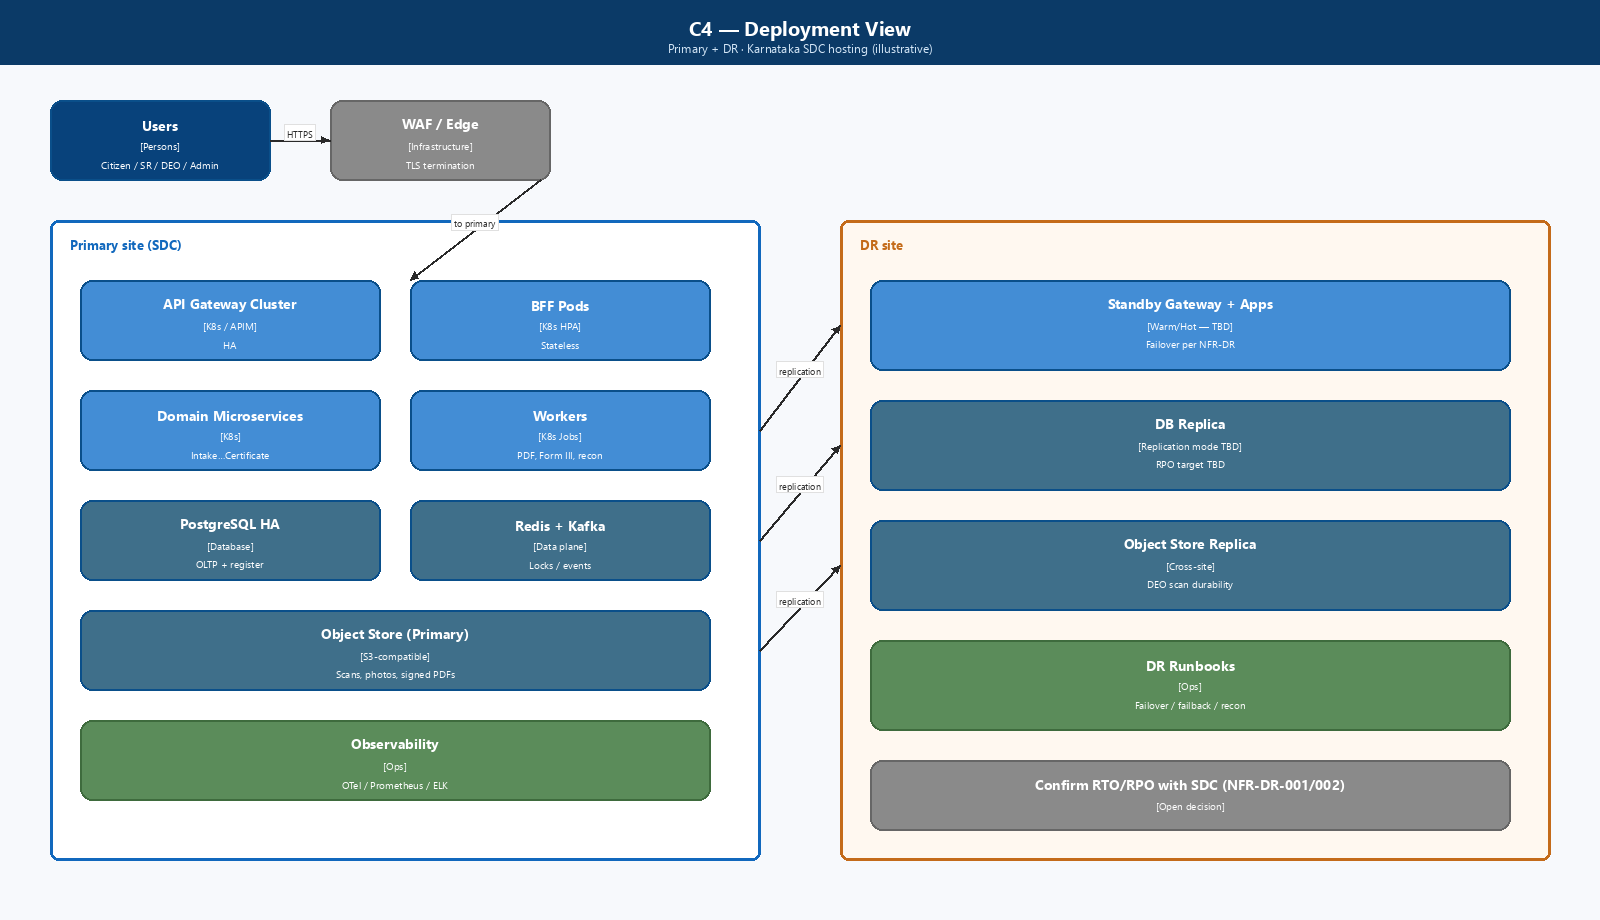 C4 — Deployment View
Primary + DR · Karnataka SDC hosting (illustrative)
Users
[Persons]
Citizen / SR / DEO / Admin
HTTPS
WAF / Edge
[Infrastructure]
TLS termination
to primary
Primary site (SDC)
API Gateway Cluster
[K8s / APIM]
HA
BFF Pods
[K8s HPA]
Stateless
Domain Microservices
[K8s]
Intake...Certificate
Workers
[K8s Jobs]
PDF, Form III, recon
PostgreSQL HA
[Database]
OLTP + register
Redis + Kafka
[Data plane]
Locks / events
Object Store (Primary)
[S3-compatible]
Scans, photos, signed PDFs
Observability
[Ops]
OTel / Prometheus / ELK
replication
replication
replication
DR site
Standby Gateway + Apps
[Warm/Hot — TBD]
Failover per NFR-DR
DB Replica
[Replication mode TBD]
RPO target TBD
Object Store Replica
[Cross-site]
DEO scan durability
DR Runbooks
[Ops]
Failover / failback / recon
Confirm RTO/RPO with SDC (NFR-DR-001/002)
[Open decision]